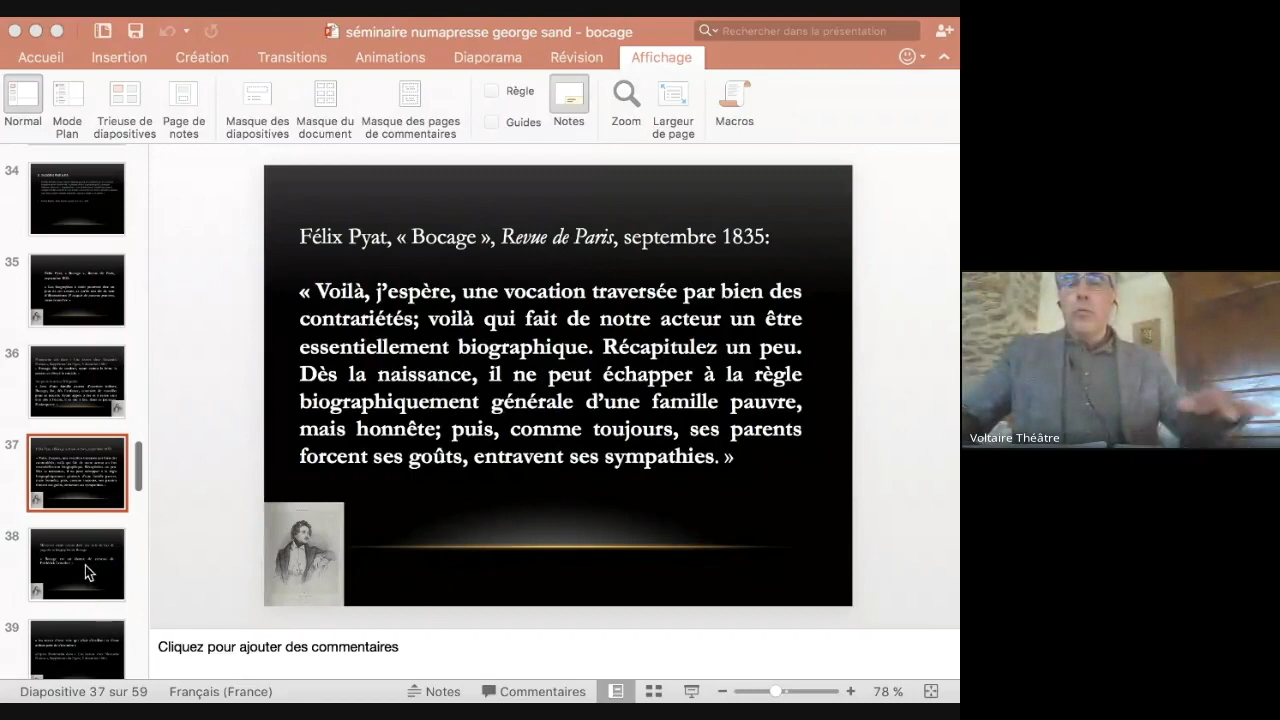 séminaire numapresse george sand - bocage
Rechercher dans la présentation
Accueil Insertion Création Transitions Animations Diaporama Révision Affichage
Normal
Mode Plan
Trieuse de diapositives
Page de notes
Masque des diapositives
Masque du document
Masque des pages de commentaires
Règle
Guides
Notes
Zoom
Largeur de page
Macros
34
35
36
37
38
39
Félix Pyat, « Bocage », Revue de Paris, septembre 1835:
« Voilà, j’espère, une vocation traversée par bien des
contrariétés; voilà qui fait de notre acteur un être
essentiellement biographique. Récapitulez un peu.
Dès la naissance, il ne peut échapper à la règle
biographiquement générale d’une famille pauvre,
mais honnête; puis, comme toujours, ses parents
forcent ses goûts, entravent ses sympathies. »
Cliquez pour ajouter des commentaires
Diapositive 37 sur 59 Français (France) Notes Commentaires 78 %
Voltaire Théâtre